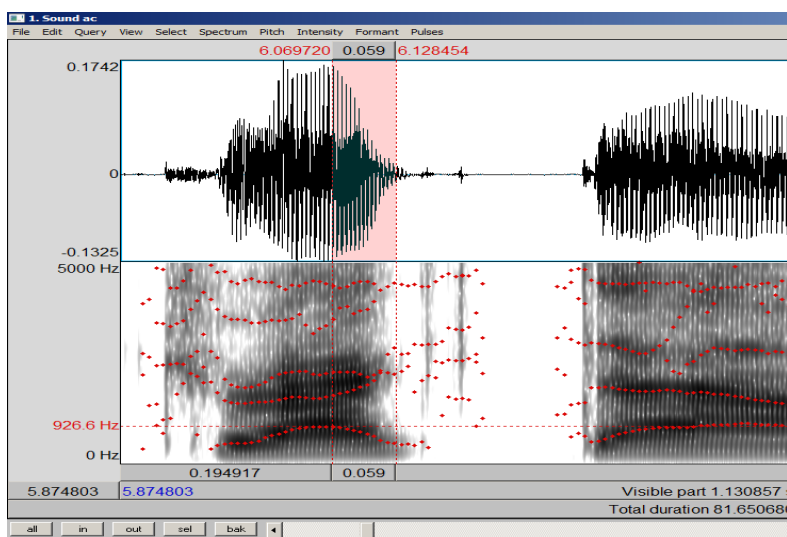 1. Sound ac
File Edit Query View Select Spectrum Pitch Intensity Formant Pulses
6.069720 0.059 6.128454
0.1742
0
-0.1325
5000 Hz
926.6 Hz
0 Hz
0.194917 0.059
5.874803 5.874803 Visible part 1.130857 s
Total duration 81.650680
all in out sel bak